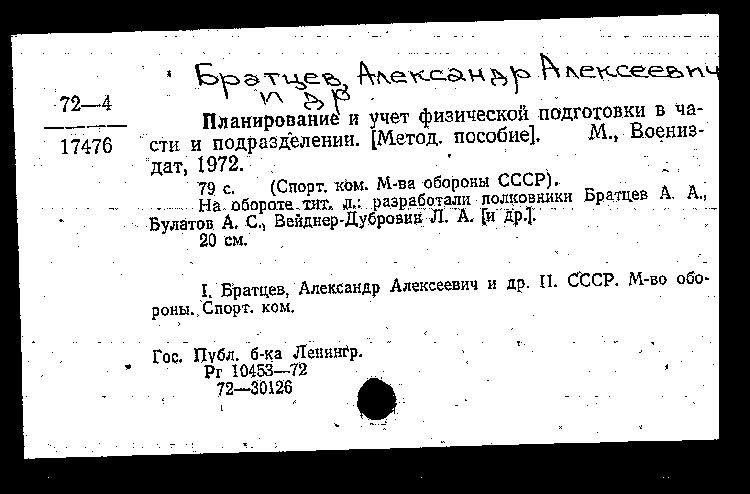 Братцев, Александр Алексеевич
и др
72—4
17476
Планирование и учет физической подготовки в ча-
сти и подразделении. [Метод. пособие]. М., Воениз-
дат, 1972.
79 с. (Спорт. ком. М-ва обороны СССР).
На обороте тит. л.: разработали полковники Братцев А. А.,
Булатов А. С., Вейднер-Дубровин Л. А. [и др.].
20 см.
I. Братцев, Александр Алексеевич и др. II. СССР. М-во обо-
роны. Спорт. ком.
Гос. Публ. б-ка Ленингр.
Рг 10453—72
72—30126